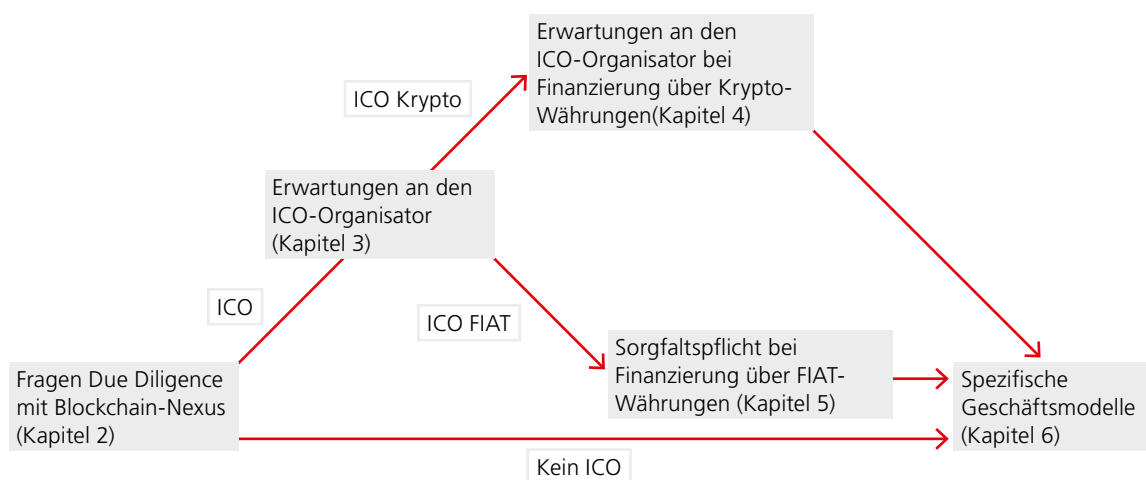 Erwartungen an den
ICO-Organisator bei
Finanzierung über Krypto-
Währungen(Kapitel 4)
ICO Krypto
Erwartungen an den
ICO-Organisator
(Kapitel 3)
ICO
ICO FIAT
Fragen Due Diligence
mit Blockchain-Nexus
(Kapitel 2)
Sorgfaltspflicht bei
Finanzierung über FIAT-
Währungen (Kapitel 5)
Spezifische
Geschäftsmodelle
(Kapitel 6)
Kein ICO